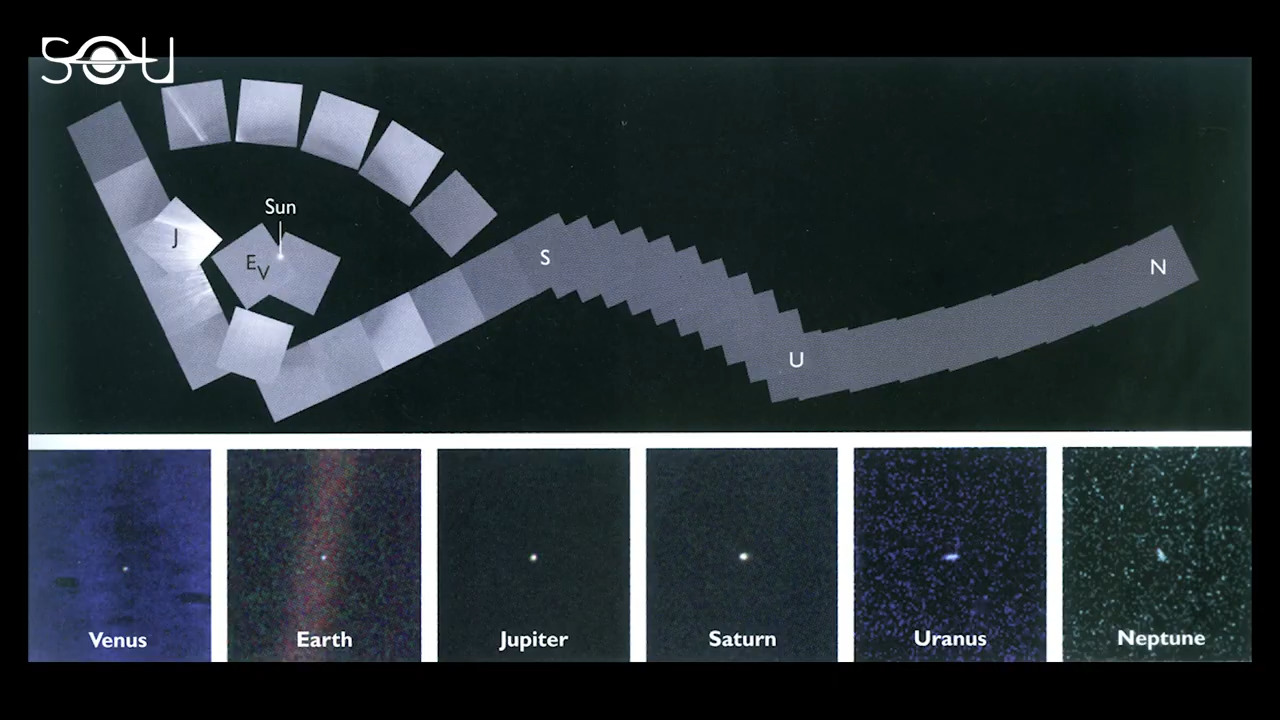 SOU
Sun
J
E
V
S
U
N
Venus
Earth
Jupiter
Saturn
Uranus
Neptune